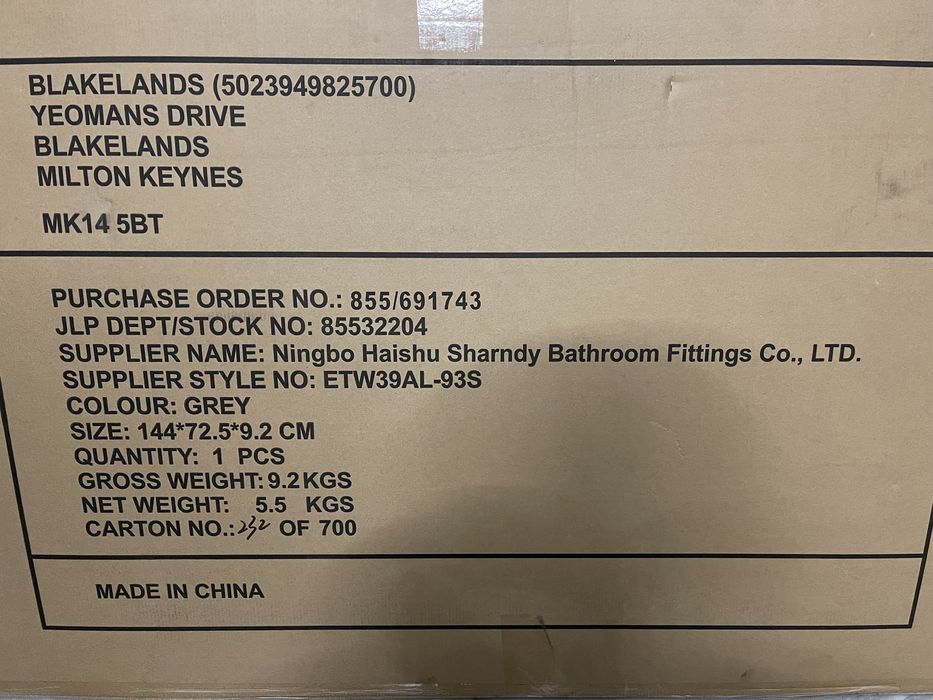 BLAKELANDS (5023949825700)
YEOMANS DRIVE
BLAKELANDS
MILTON KEYNES
MK14 5BT
PURCHASE ORDER NO.: 855/691743
JLP DEPT/STOCK NO: 85532204
SUPPLIER NAME: Ningbo Haishu Sharndy Bathroom Fittings Co., LTD.
SUPPLIER STYLE NO: ETW39AL-93S
COLOUR: GREY
SIZE: 144*72.5*9.2 CM
QUANTITY: 1 PCS
GROSS WEIGHT: 9.2KGS
NET WEIGHT: 5.5 KGS
CARTON NO.: 232 OF 700
MADE IN CHINA